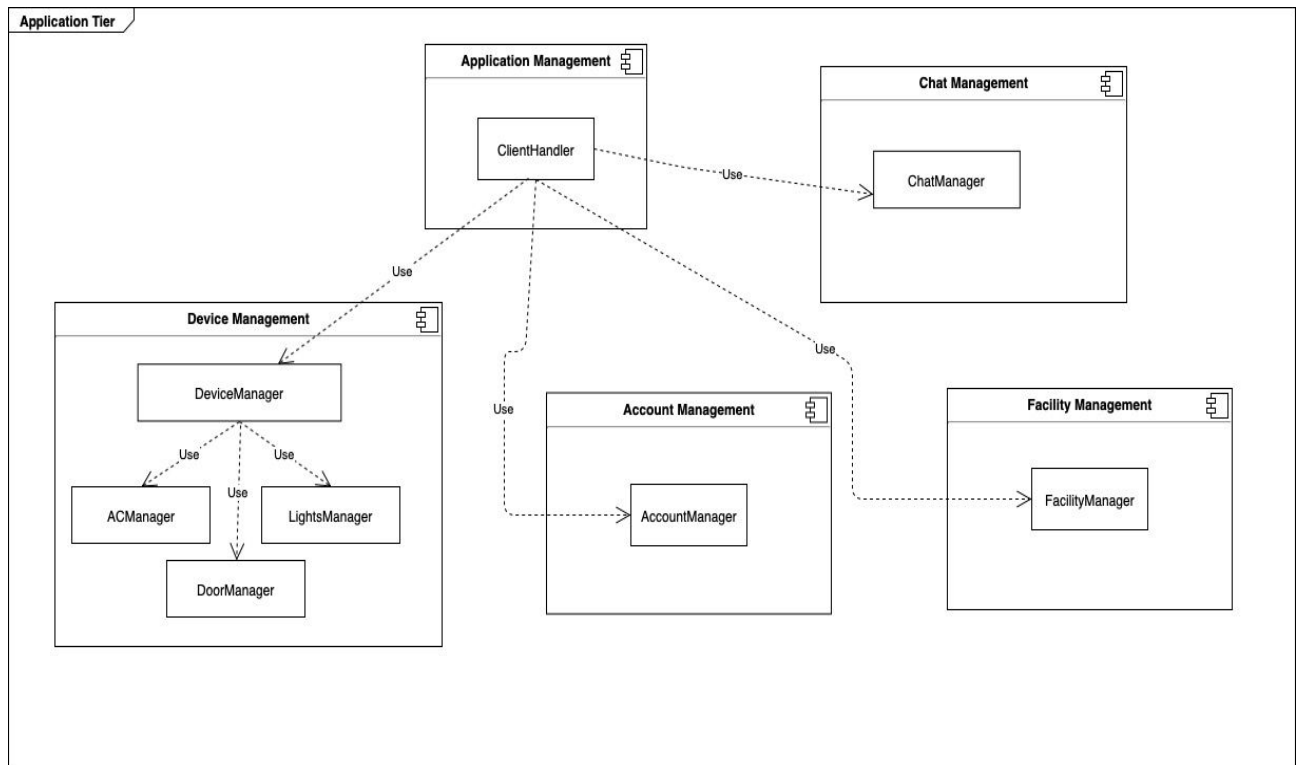 Application Tier
Application Management
ClientHandler
Chat Management
ChatManager
Use
Use
Device Management
DeviceManager
Use
Use
Use
ACManager
LightsManager
DoorManager
Use
Account Management
AccountManager
Use
Facility Management
FacilityManager